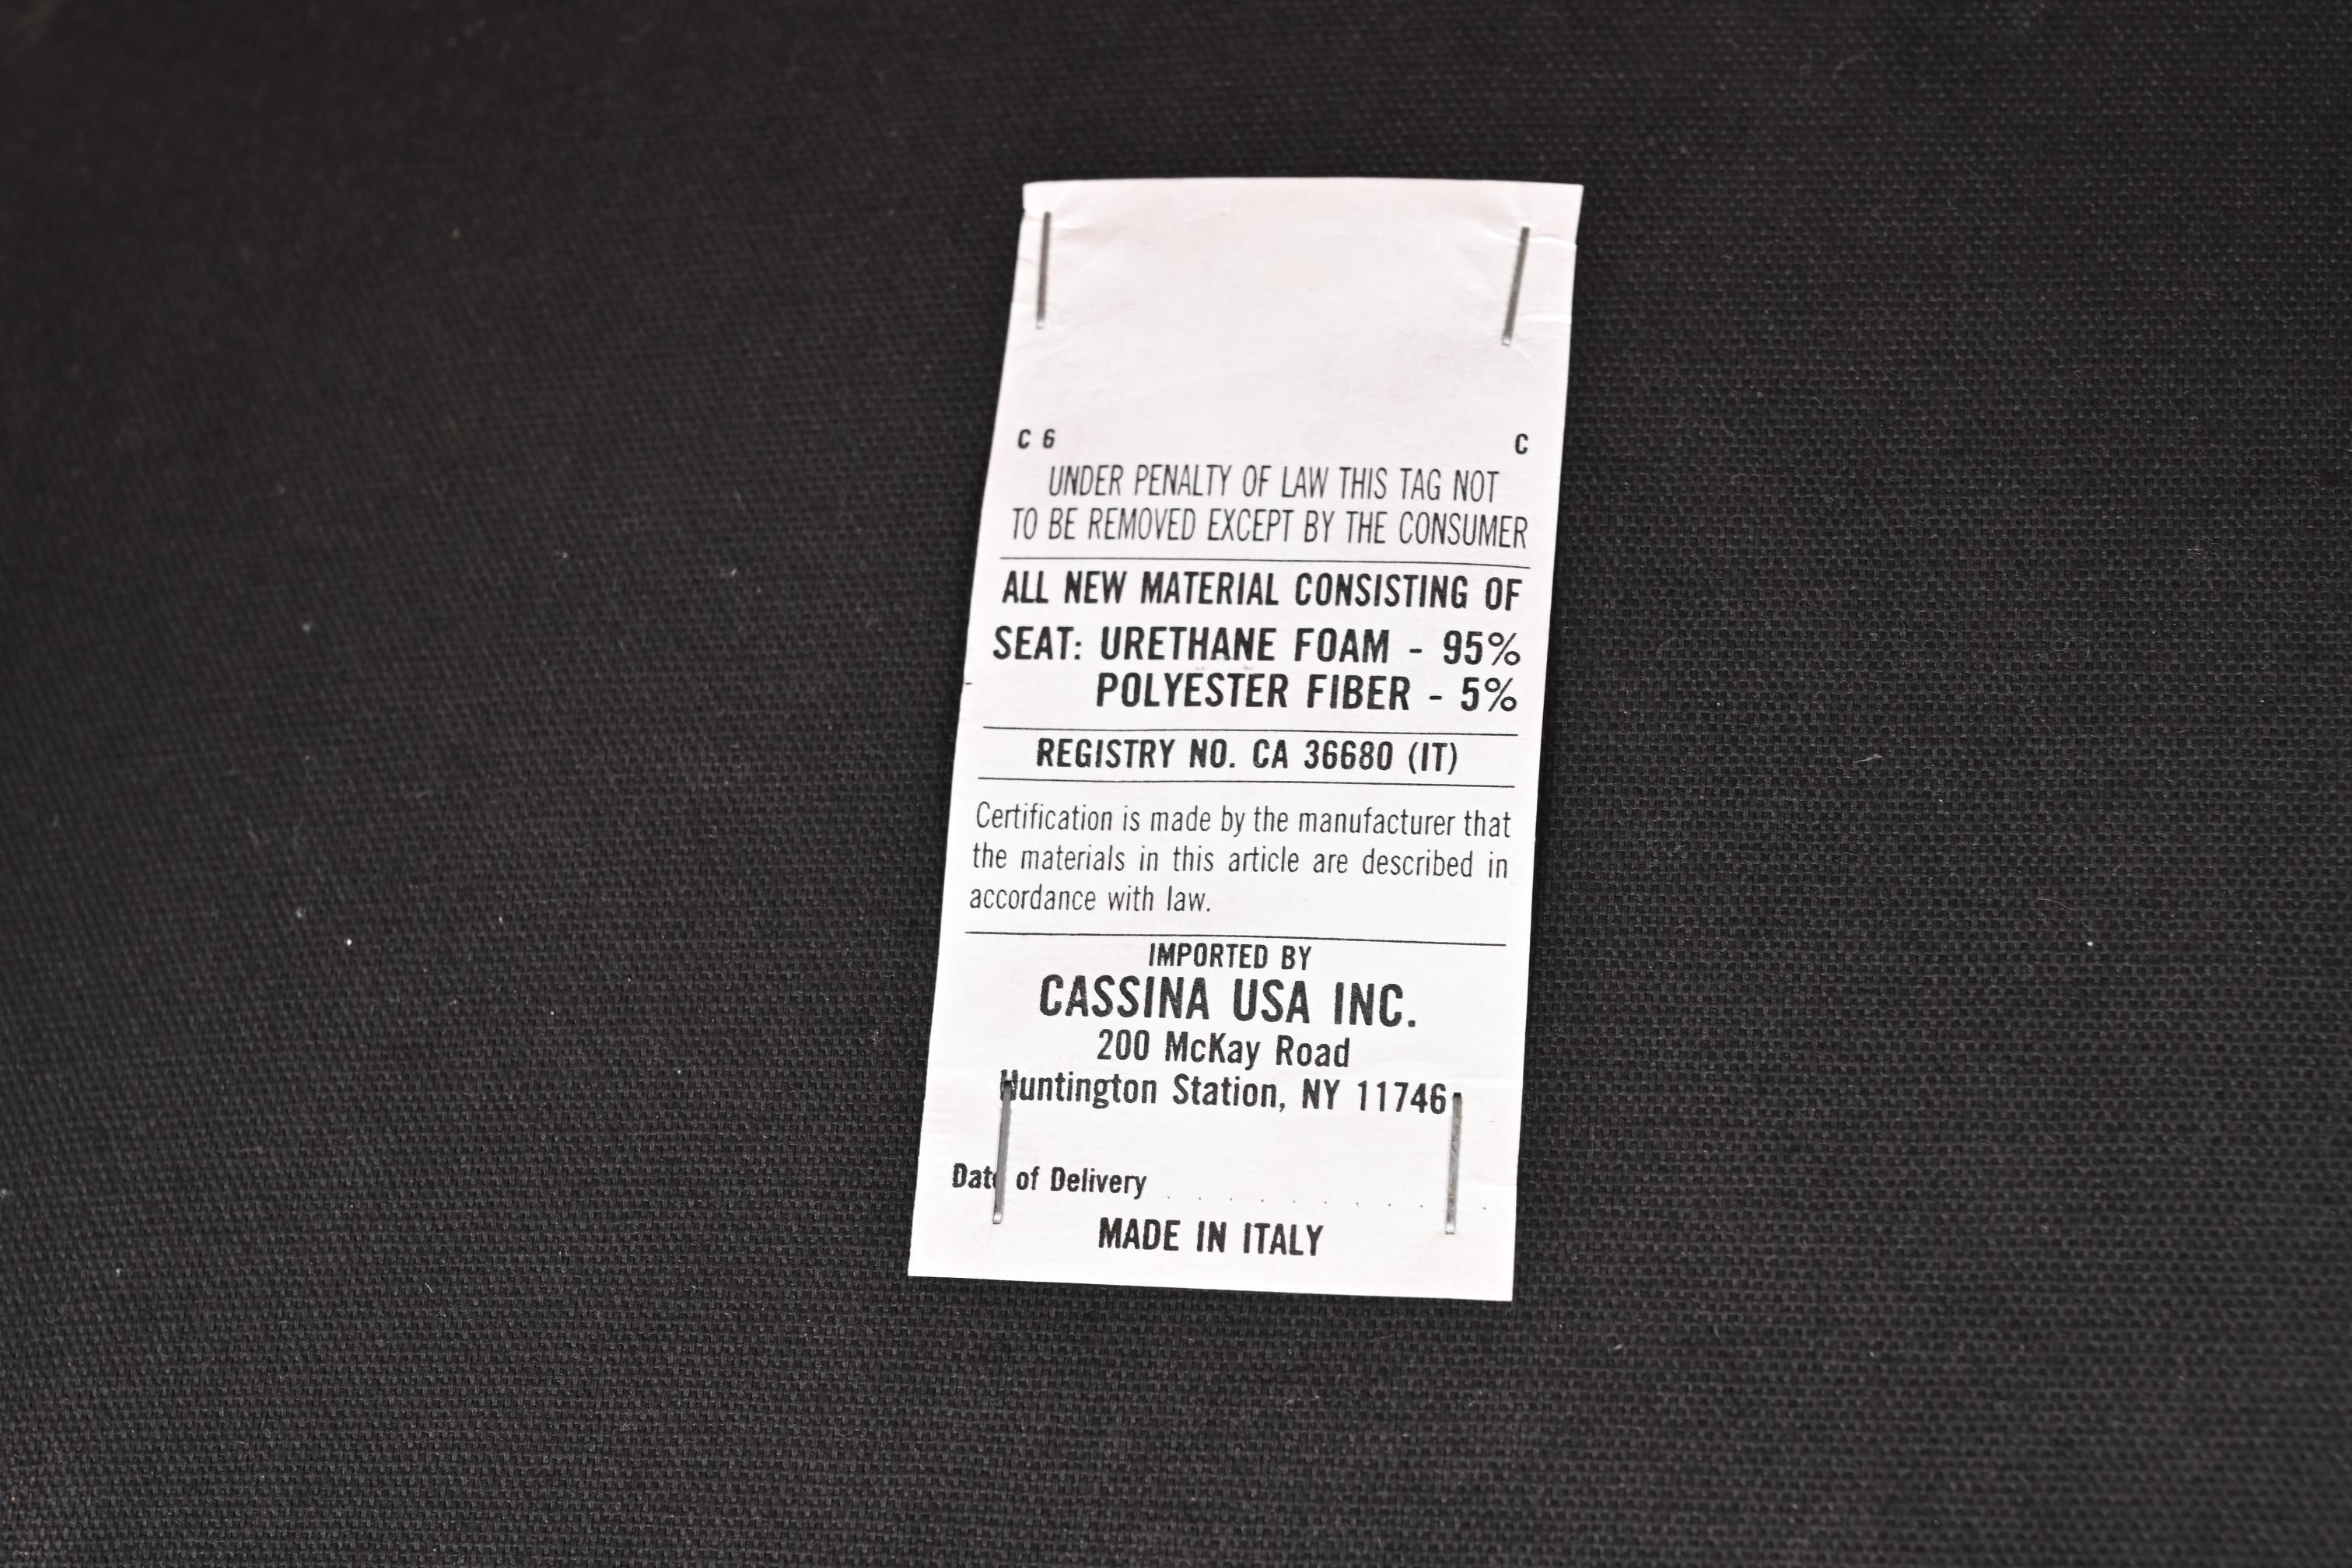 C 6 C
UNDER PENALTY OF LAW THIS TAG NOT
TO BE REMOVED EXCEPT BY THE CONSUMER
ALL NEW MATERIAL CONSISTING OF
SEAT: URETHANE FOAM - 95%
POLYESTER FIBER - 5%
REGISTRY NO. CA 36680 (IT)
Certification is made by the manufacturer that
the materials in this article are described in
accordance with law.
IMPORTED BY
CASSINA USA INC.
200 McKay Road
Huntington Station, NY 11746
Date of Delivery . . . . . . . . . . .
MADE IN ITALY